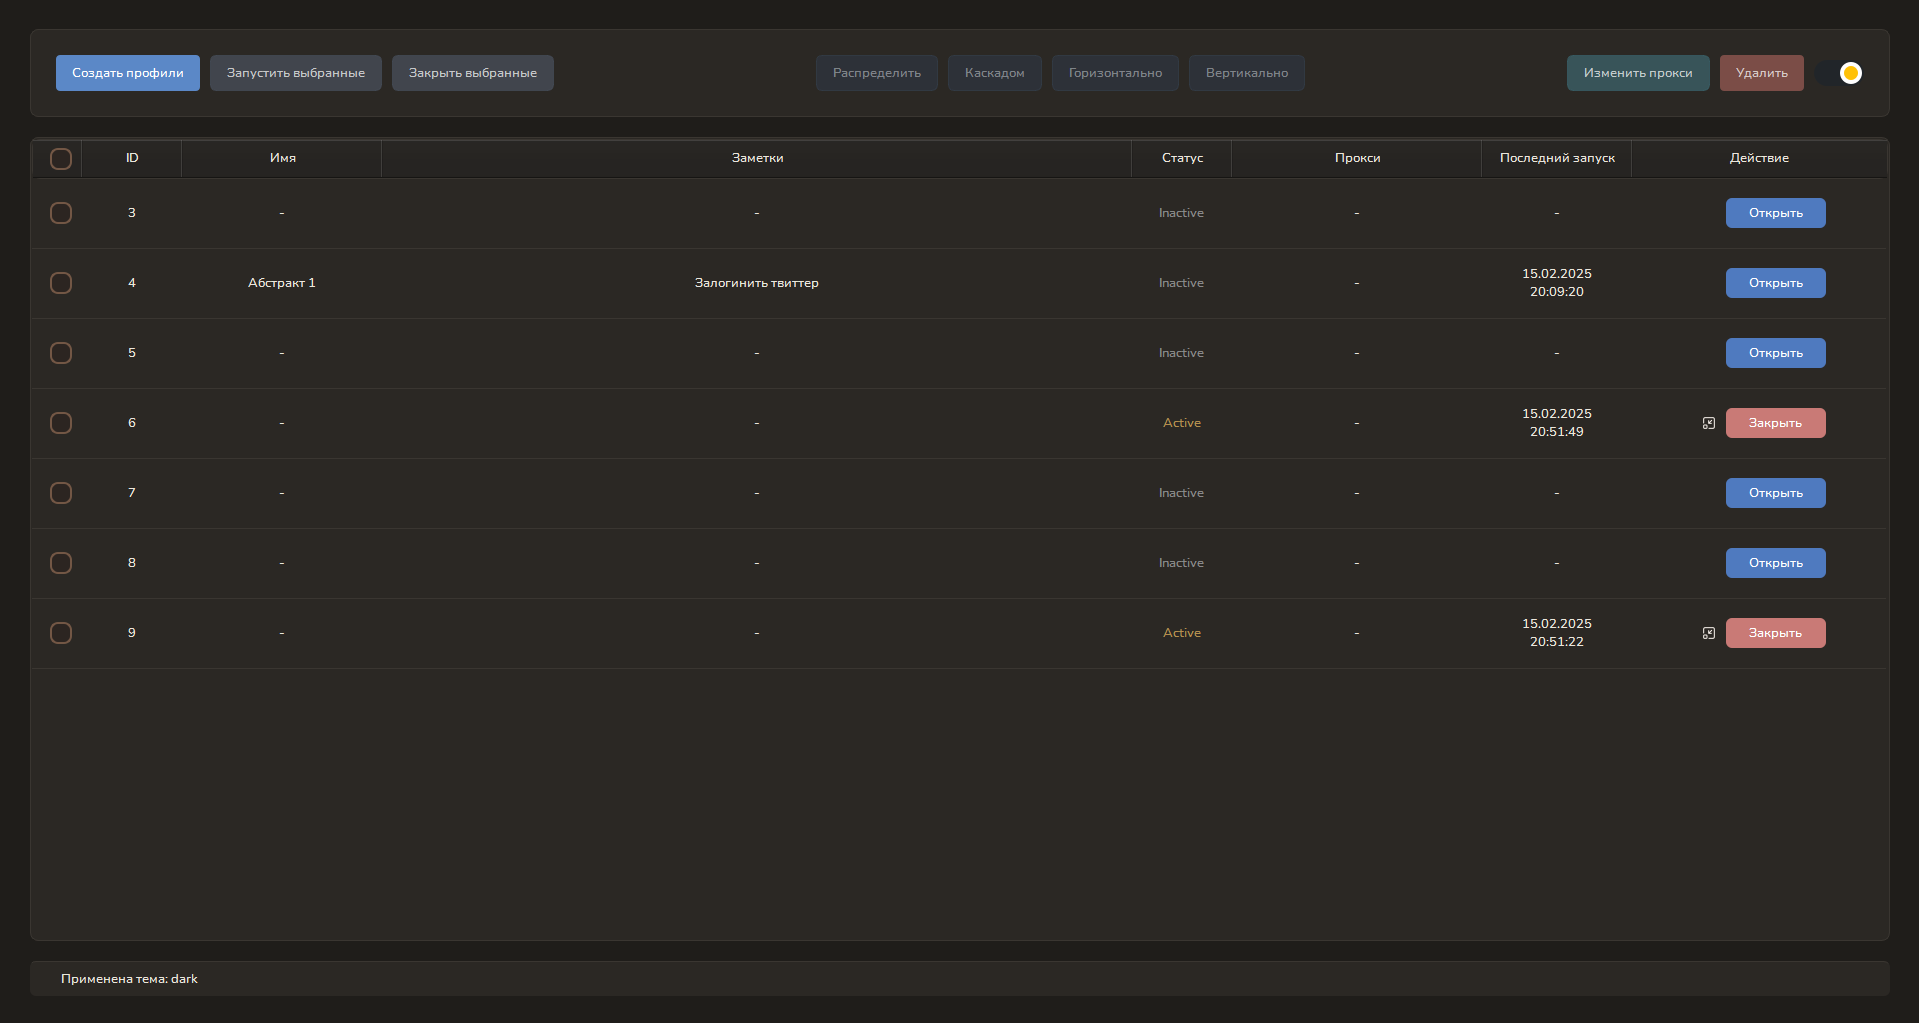 Создать профили Запустить выбранные Закрыть выбранные Распределить Каскадом Горизонтально Вертикально Изменить прокси Удалить
ID Имя Заметки Статус Прокси Последний запуск Действие
3 - - Inactive - - Открыть
4 Абстракт 1 Залогинить твиттер Inactive - 15.02.2025 20:09:20 Открыть
5 - - Inactive - - Открыть
6 - - Active - 15.02.2025 20:51:49 Закрыть
7 - - Inactive - - Открыть
8 - - Inactive - - Открыть
9 - - Active - 15.02.2025 20:51:22 Закрыть
Применена тема: dark